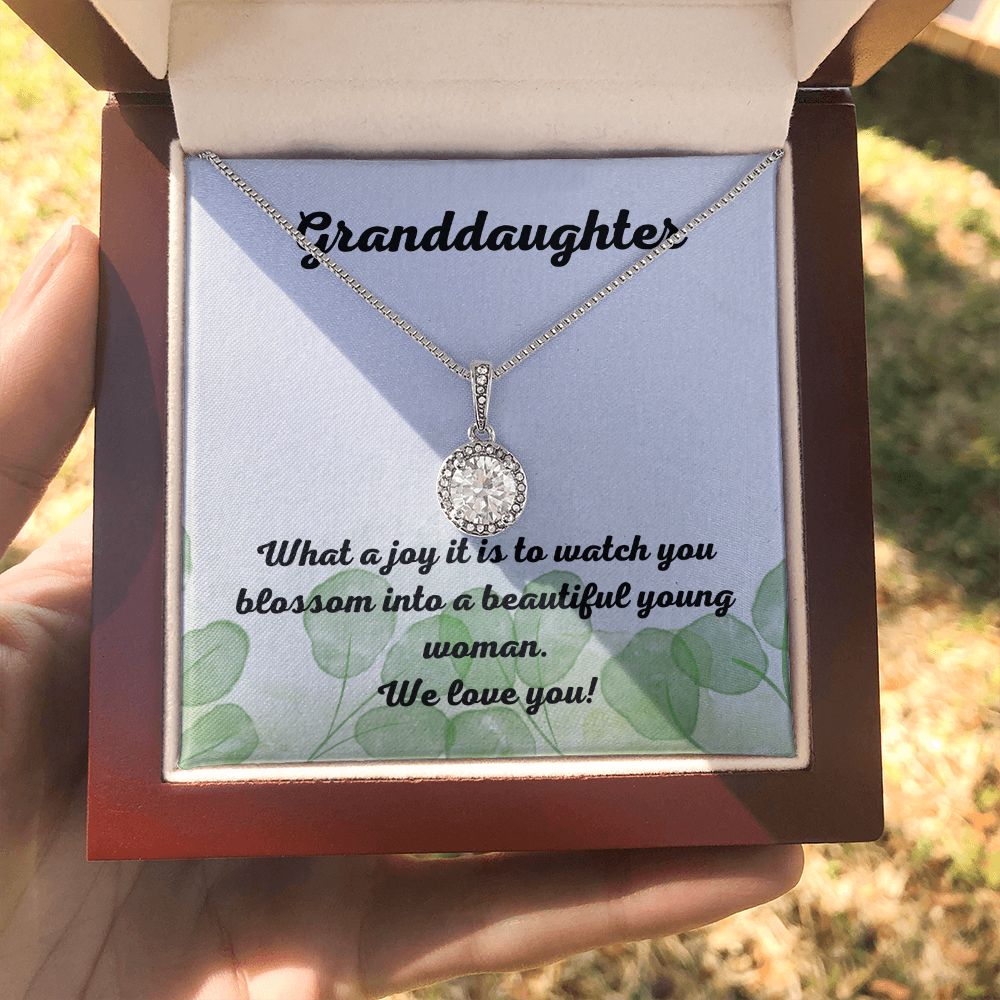 Granddaughter
What a joy it is to watch you
blossom into a beautiful young
woman.
We love you!